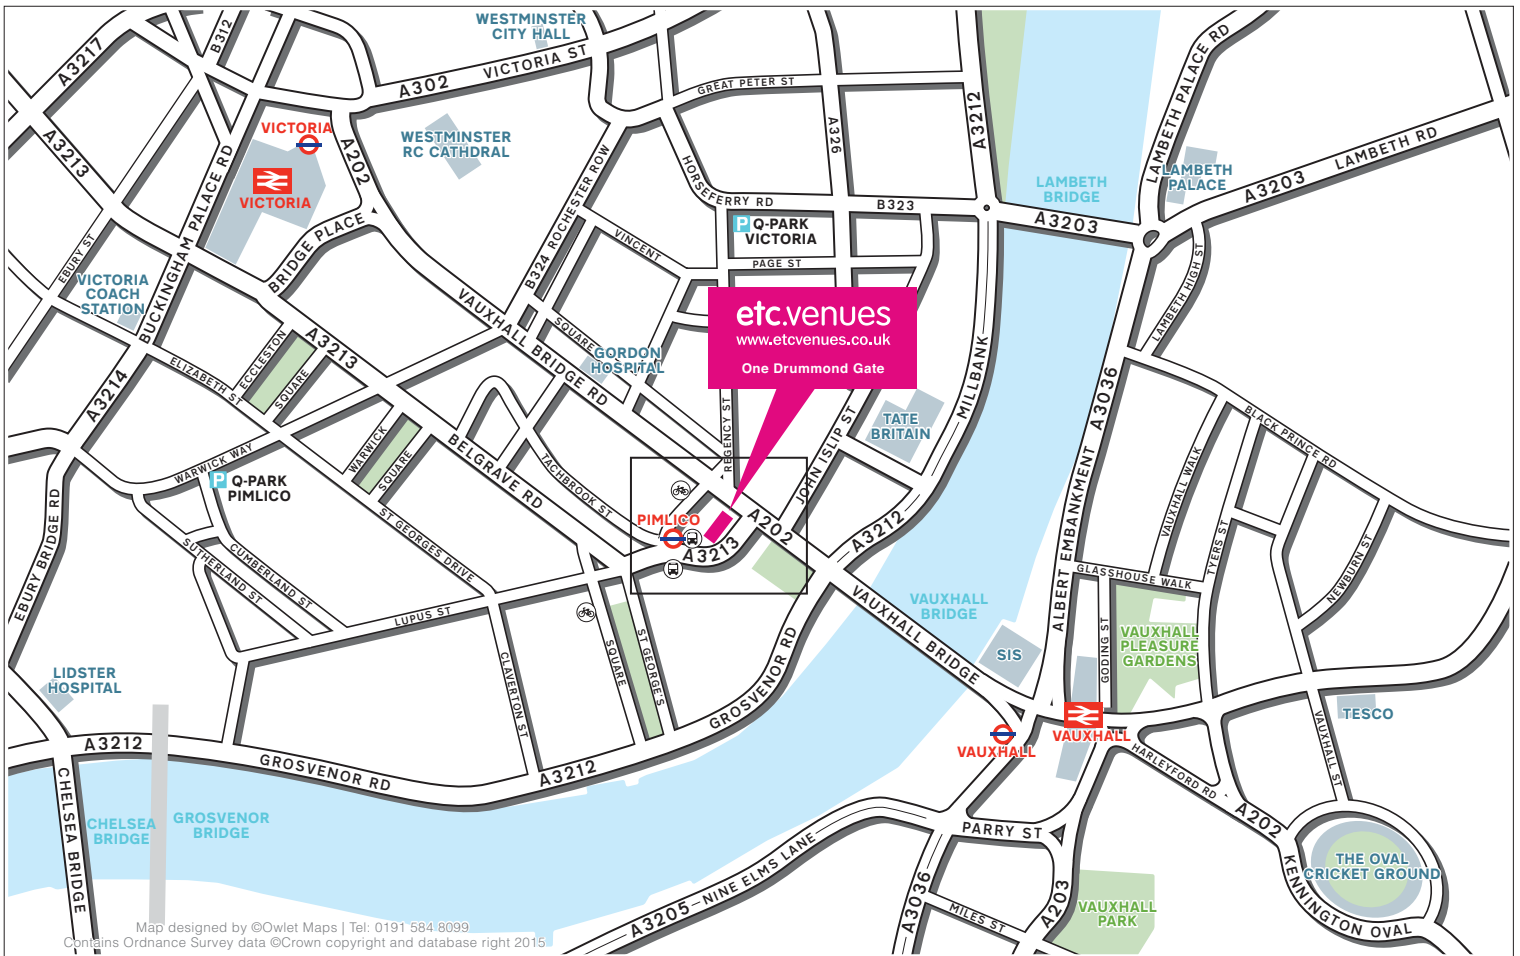 WESTMINSTER
CITY HALL
A3217
B312
A302
VICTORIA ST
GREAT PETER ST
A3212
LAMBETH PALACE RD
A3213
VICTORIA
A202
WESTMINSTER
RC CATHDRAL
A326
LAMBETH RD
VICTORIA
BUCKINGHAM PALACE RD
B324 ROCHESTER ROW
HORSEFERRY RD
B323
LAMBETH
BRIDGE
LAMBETH
PALACE
A3203
A3203
BRIDGE PLACE
Q-PARK
VICTORIA
P
VINCENT
PAGE ST
EBURY ST
VICTORIA
COACH
STATION
LAMBETH HIGH ST
VAUXHALL BRIDGE RD
SQUARE
etc.venues
www.etcvenues.co.uk
One Drummond Gate
A3213
ECCLESTON
SQUARE
ELIZABETH ST
GORDON
HOSPITAL
MILLBANK
A3214
A3036
ALBERT EMBANKMENT
BLACK PRINCE RD
TATE
BRITAIN
REGENCY ST
JOHN ISLIP ST
WARWICK
SQUARE
BELGRAVE RD
TACHBROOK ST
WARWICK WAY
P
Q-PARK
PIMLICO
VAUXHALL WALK
TYERS ST
EBURY BRIDGE RD
ST GEORGES DRIVE
PIMLICO
A3213
A202
A3212
SUTHERLAND ST
CUMBERLAND ST
LUPUS ST
GLASSHOUSE WALK
NEWBURN ST
VAUXHALL
BRIDGE
VAUXHALL BRIDGE
GODING ST
VAUXHALL
PLEASURE
GARDENS
SIS
CLAVERTON ST
SQUARE
ST GEORGE'S
GROSVENOR RD
LIDSTER
HOSPITAL
VAUXHALL
VAUXHALL
TESCO
VAUXHALL ST
A3212
GROSVENOR RD
A3212
HARLEYFORD RD
A202
CHELSEA BRIDGE
CHELSEA
BRIDGE
GROSVENOR
BRIDGE
PARRY ST
NINE ELMS LANE
A3205
A3036
A203
MILES ST
VAUXHALL
PARK
THE OVAL
CRICKET GROUND
KENNINGTON OVAL
Map designed by ©Owlet Maps | Tel: 0191 584 8099
Contains Ordnance Survey data ©Crown copyright and database right 2015